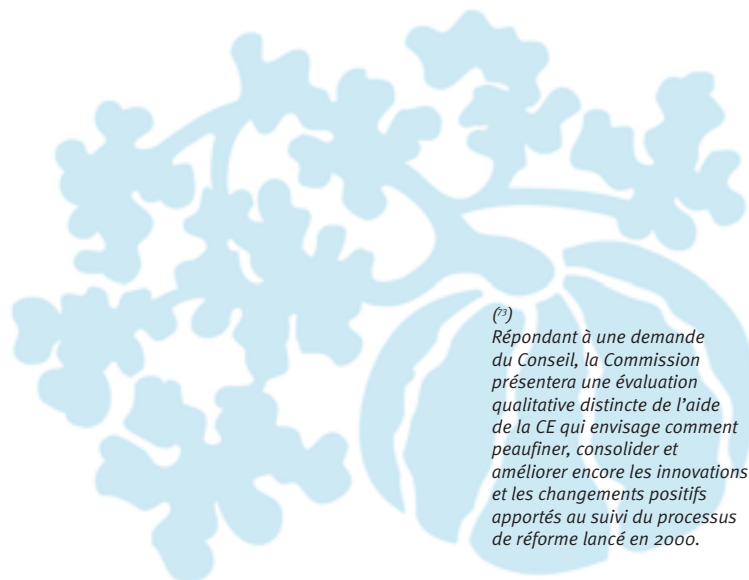 (73)
Répondant à une demande
du Conseil, la Commission
présentera une évaluation
qualitative distincte de l’aide
de la CE qui envisage comment
peaufiner, consolider et
améliorer encore les innovations
et les changements positifs
apportés au suivi du processus
de réforme lancé en 2000.